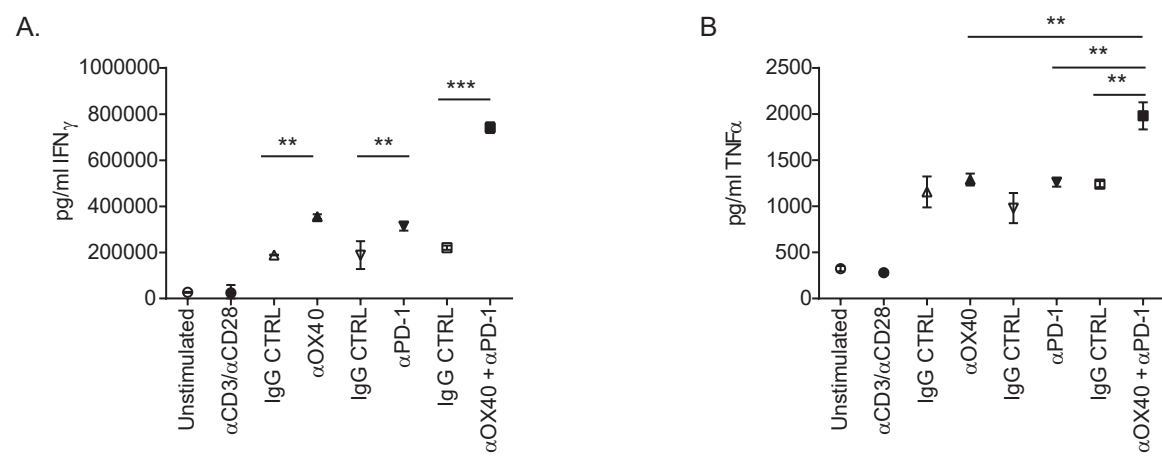 A.
pg/ml IFNγ
1000000
800000
600000
400000
200000
0
**
**
***
Unstimulated
αCD3/αCD28
IgG CTRL
αOX40
IgG CTRL
αPD-1
IgG CTRL
αOX40 + αPD-1
B
pg/ml TNFα
2500
2000
1500
1000
500
0
**
**
**
Unstimulated
αCD3/αCD28
IgG CTRL
αOX40
IgG CTRL
αPD-1
IgG CTRL
αOX40 + αPD-1